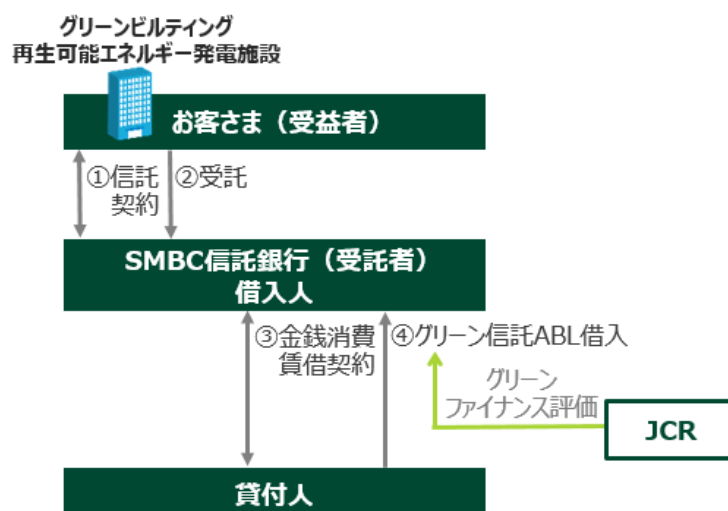 グリーンビルティング
再生可能エネルギー発電施設
お客さま（受益者）
①信託
契約
②受託
SMBC信託銀行（受託者）
借入人
③金銭消費
賃借契約
④グリーン信託ABL借入
グリーン
ファイナンス評価
JCR
貸付人